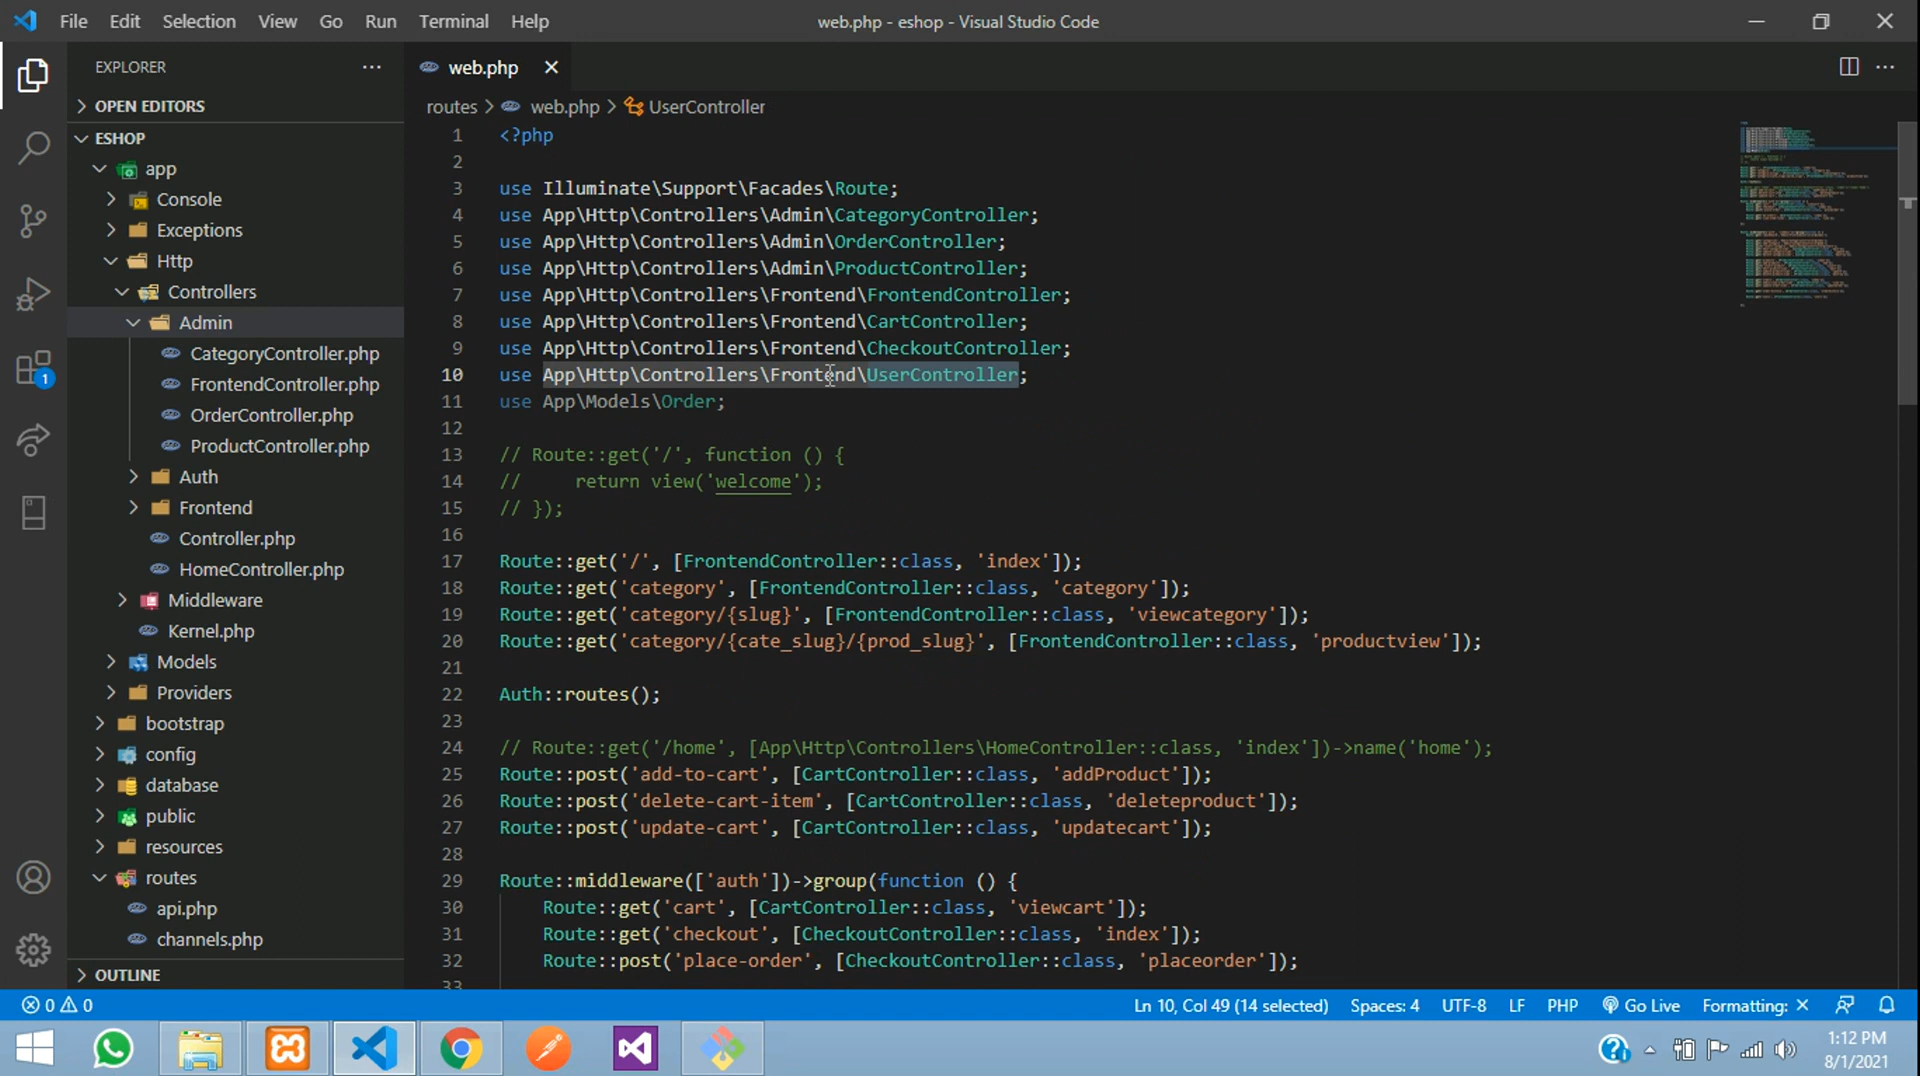 File Edit Selection View Go Run Terminal Help
web.php - eshop - Visual Studio Code
EXPLORER
OPEN EDITORS
ESHOP
app
Console
Exceptions
Http
Controllers
Admin
CategoryController.php
FrontendController.php
OrderController.php
ProductController.php
Auth
Frontend
Controller.php
HomeController.php
Middleware
Kernel.php
Models
Providers
bootstrap
config
database
public
resources
routes
api.php
channels.php
OUTLINE
1
web.php
routes > web.php > UserController
1 <?php
2
3 use Illuminate\Support\Facades\Route;
4 use App\Http\Controllers\Admin\CategoryController;
5 use App\Http\Controllers\Admin\OrderController;
6 use App\Http\Controllers\Admin\ProductController;
7 use App\Http\Controllers\Frontend\FrontendController;
8 use App\Http\Controllers\Frontend\CartController;
9 use App\Http\Controllers\Frontend\CheckoutController;
10 use App\Http\Controllers\Frontend\UserController;
11 use App\Models\Order;
12
13 // Route::get('/', function () {
14 //     return view('welcome');
15 // });
16
17 Route::get('/', [FrontendController::class, 'index']);
18 Route::get('category', [FrontendController::class, 'category']);
19 Route::get('category/{slug}', [FrontendController::class, 'viewcategory']);
20 Route::get('category/{cate_slug}/{prod_slug}', [FrontendController::class, 'productview']);
21
22 Auth::routes();
23
24 // Route::get('/home', [App\Http\Controllers\HomeController::class, 'index'])->name('home');
25 Route::post('add-to-cart', [CartController::class, 'addProduct']);
26 Route::post('delete-cart-item', [CartController::class, 'deleteproduct']);
27 Route::post('update-cart', [CartController::class, 'updatecart']);
28
29 Route::middleware(['auth'])->group(function () {
30     Route::get('cart', [CartController::class, 'viewcart']);
31     Route::get('checkout', [CheckoutController::class, 'index']);
32     Route::post('place-order', [CheckoutController::class, 'placeorder']);
33
0 0
Ln 10, Col 49 (14 selected) Spaces: 4 UTF-8 LF PHP Go Live Formatting: ×
1:12 PM
8/1/2021